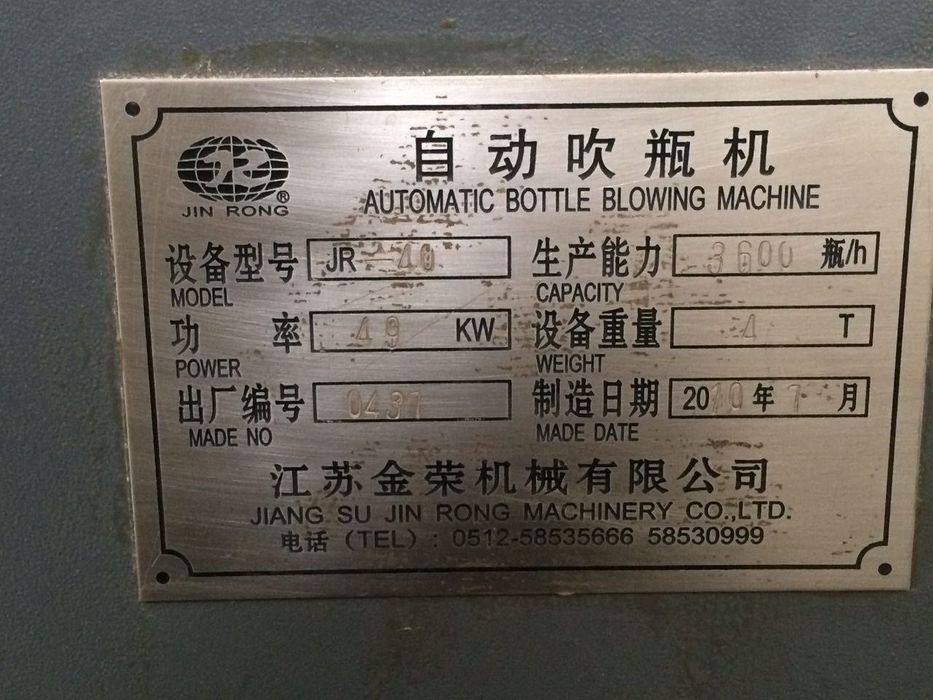 自动吹瓶机
JIN RONG ®
AUTOMATIC BOTTLE BLOWING MACHINE
设备型号 JR-40 生产能力 3600 瓶/h
MODEL CAPACITY
功率 49 KW 设备重量 4 T
POWER WEIGHT
出厂编号 0437 制造日期 2010年7月
MADE NO MADE DATE
江苏金荣机械有限公司
JIANG SU JIN RONG MACHINERY CO.,LTD.
电话（TEL）: 0512-58535666 58530999